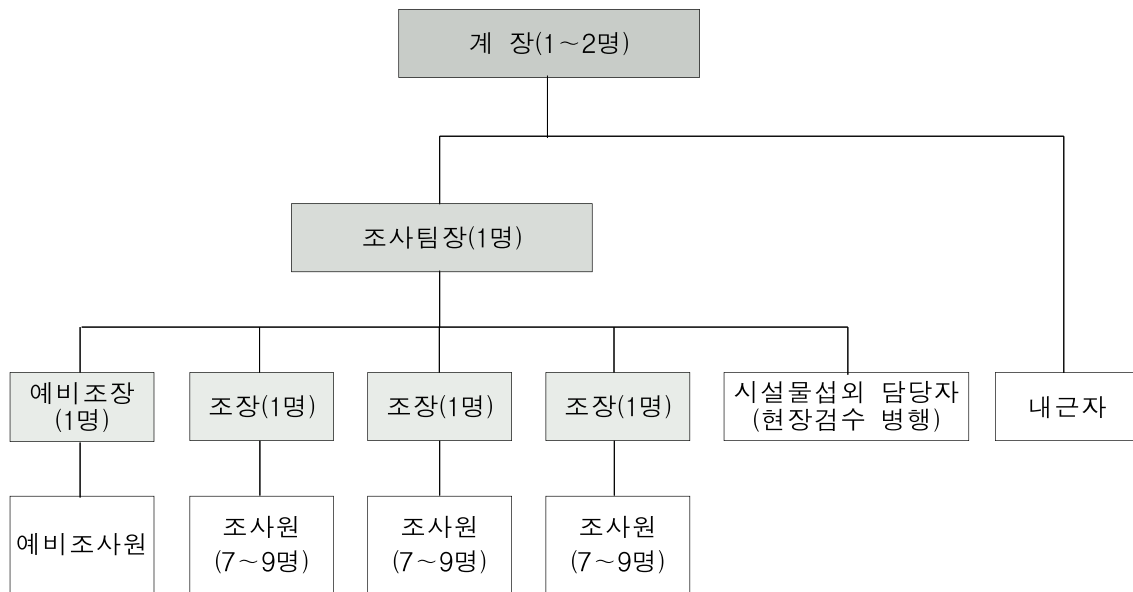 계 장(1～2명)
조사팀장(1명)
예비조장
(1명)
조장(1명)
조장(1명)
조장(1명)
시설물섭외 담당자
(현장검수 병행)
내근자
예비조사원
조사원
(7～9명)
조사원
(7～9명)
조사원
(7～9명)